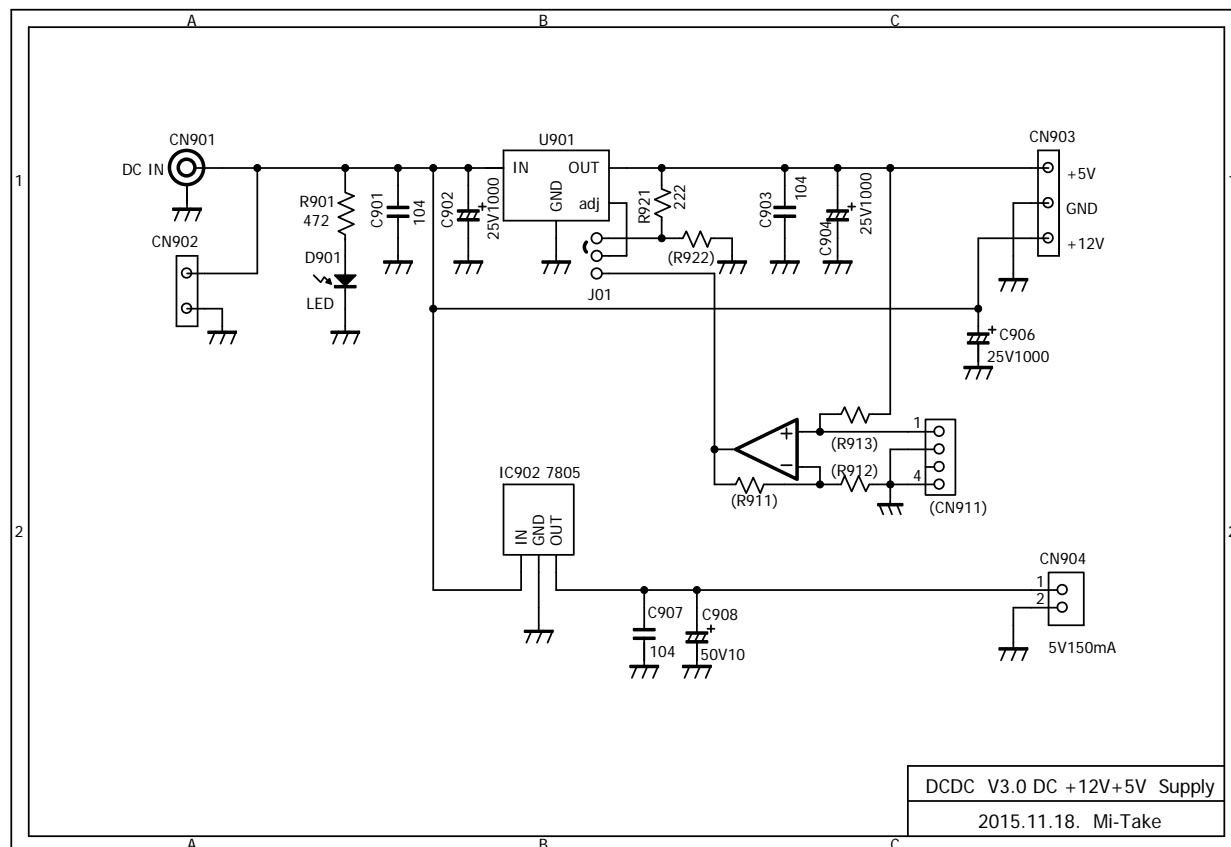 A B C
1 1
2 2
CN901
DC IN
CN902
R901
472
D901
LED
C901
104
C902
+
25V1000
U901
IN OUT
GND
adj
R921
222
(R922)
J01
C903
104
C904
+
25V1000
CN903
+5V
GND
+12V
+
C906
25V1000
+
−
(R913)
(R912)
(R911)
1
4
(CN911)
IC902 7805
IN
GND
OUT
C907
104
C908
+
50V10
CN904
1
2
5V150mA
DCDC V3.0 DC +12V+5V Supply
2015.11.18. Mi-Take
A B C